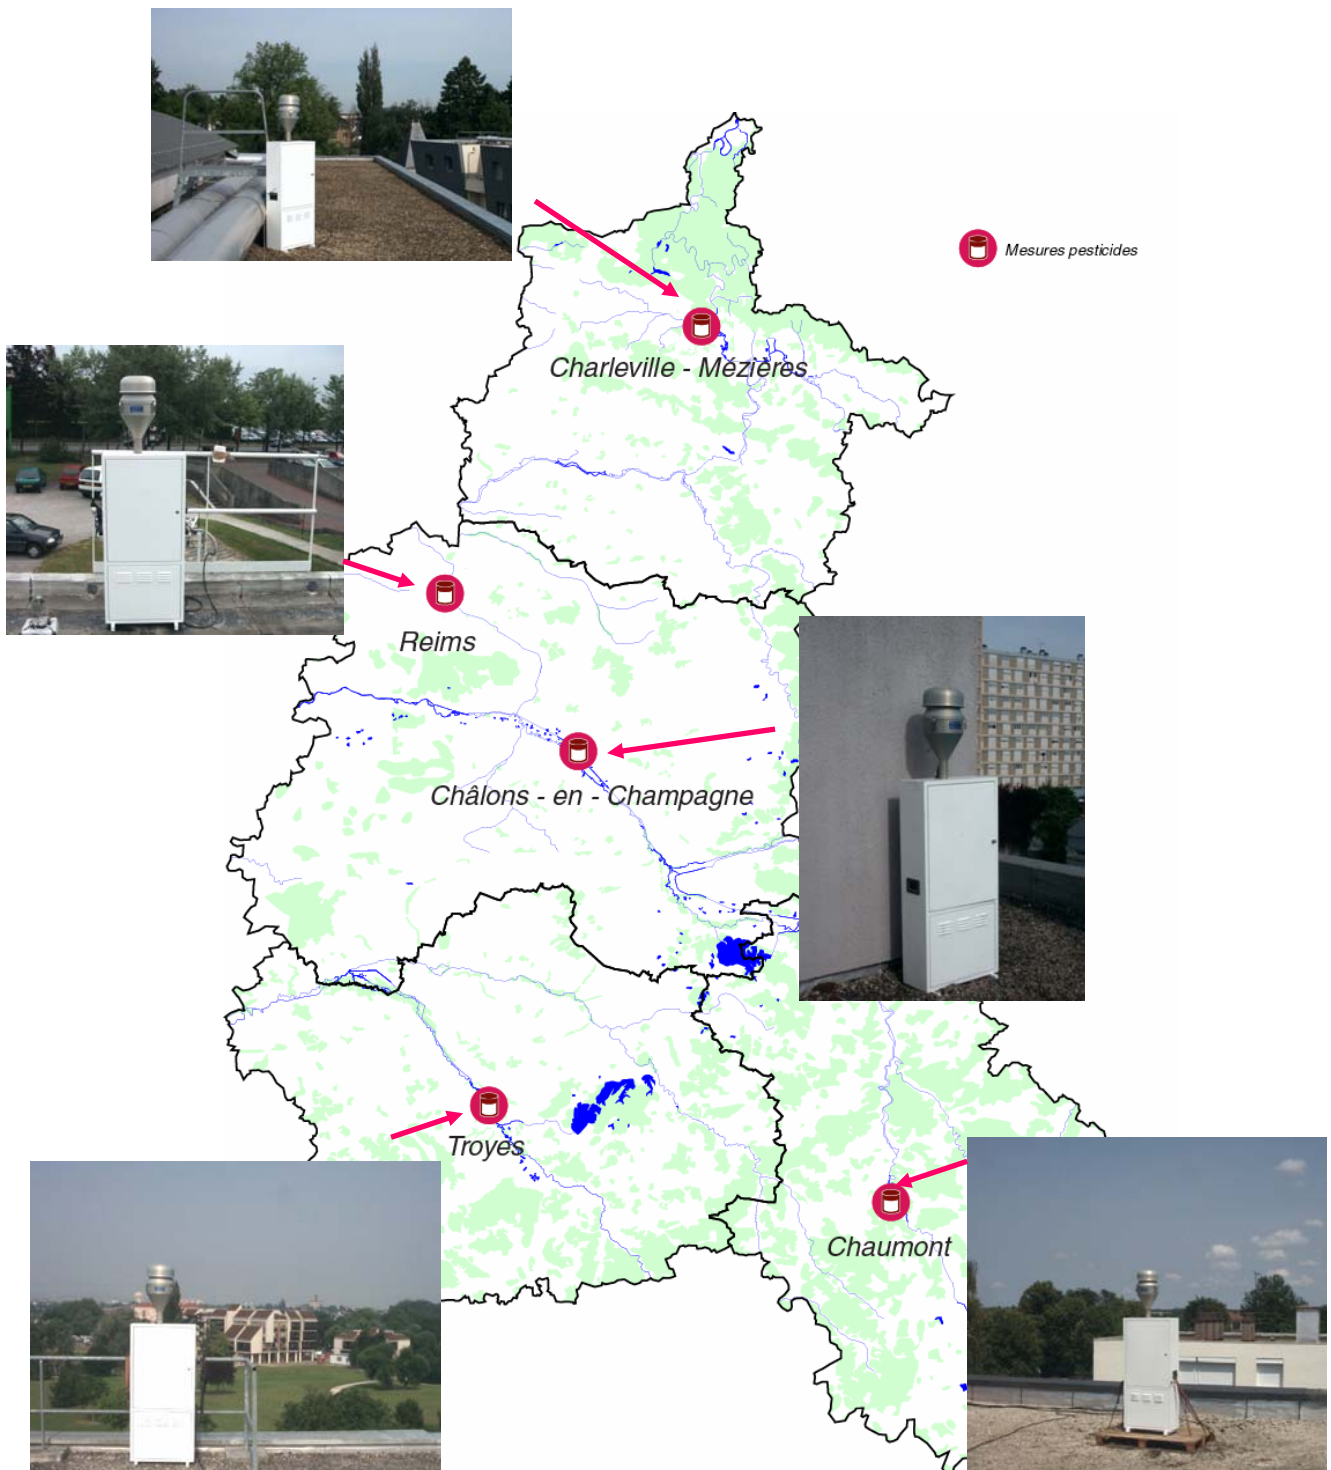 Mesures pesticides
Charleville - Mézières
Reims
Châlons - en - Champagne
Troyes
Chaumont